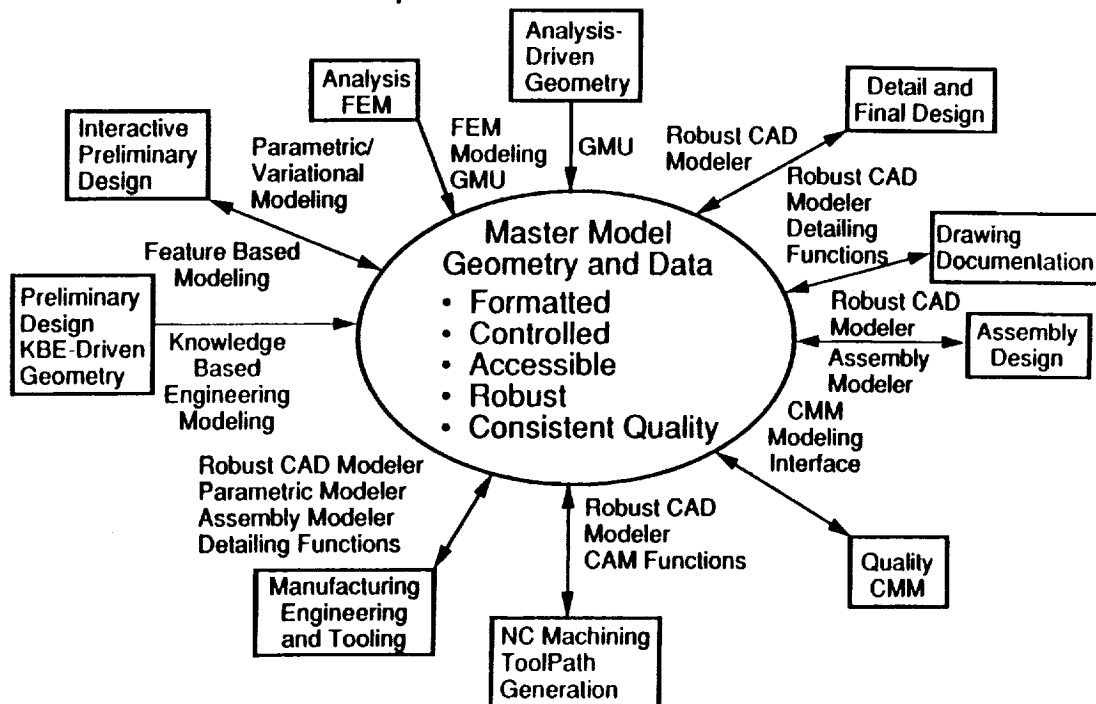 Analysis-
Driven
Geometry
Analysis
FEM
Detail and
Final Design
Interactive
Preliminary
Design
Parametric/
Variational
Modeling
FEM
Modeling
GMU
GMU
Robust CAD
Modeler
Robust CAD
Modeler
Detailing
Functions
Drawing
Documentation
Feature Based
Modeling
Master Model
Geometry and Data
• Formatted
• Controlled
• Accessible
• Robust
• Consistent Quality
Preliminary
Design
KBE-Driven
Geometry
Knowledge
Based
Engineering
Modeling
Robust CAD
Modeler
Assembly
Modeler
Assembly
Design
CMM
Modeling
Interface
Robust CAD Modeler
Parametric Modeler
Assembly Modeler
Detailing Functions
Robust CAD
Modeler
CAM Functions
Quality
CMM
Manufacturing
Engineering
and Tooling
NC Machining
ToolPath
Generation